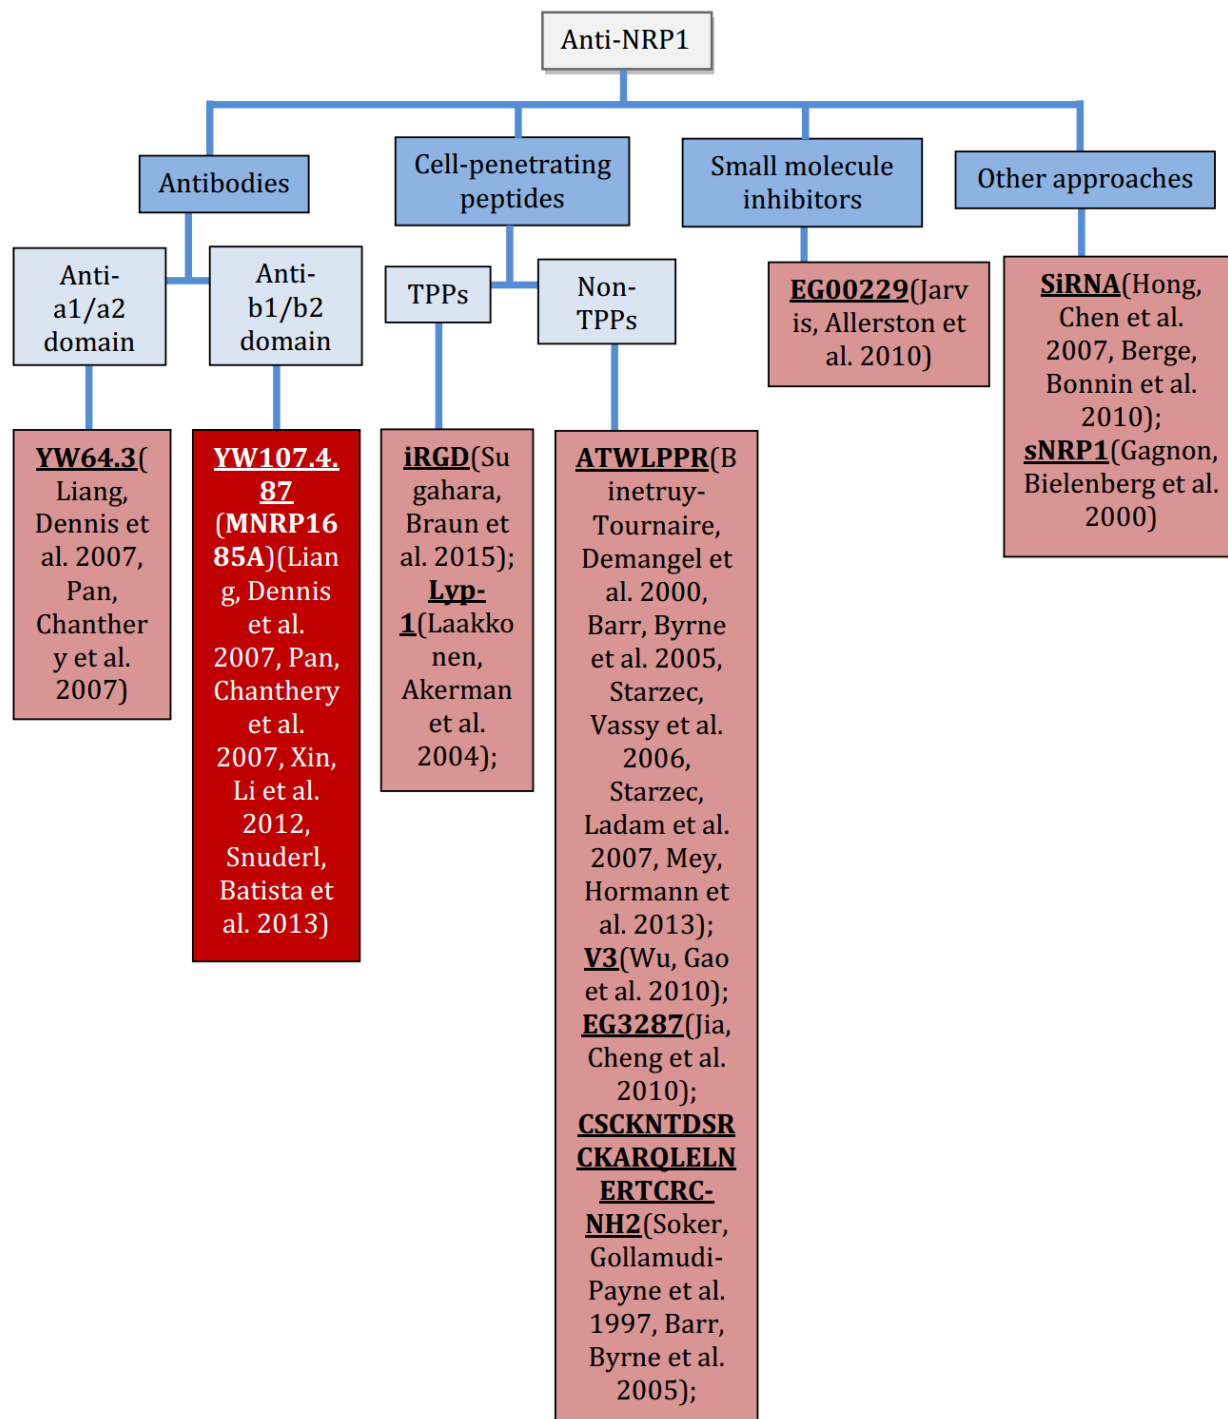 Anti-NRP1
Antibodies
Cell-penetrating
peptides
Small molecule
inhibitors
Other approaches
Anti-
a1/a2
domain
Anti-
b1/b2
domain
TPPs
Non-
TPPs
EG00229(Jarv
is, Allerston et
al. 2010)
SiRNA(Hong,
Chen et al.
2007, Berge,
Bonnin et al.
2010);
sNRP1(Gagnon,
Bielenberg et al.
2000)
YW64.3(
Liang,
Dennis et
al. 2007,
Pan,
Chanther
y et al.
2007)
YW107.4.
87
(MNRP16
85A)(Lian
g, Dennis
et al.
2007, Pan,
Chanthery
et al.
2007, Xin,
Li et al.
2012,
Snuderl,
Batista et
al. 2013)
iRGD(Su
gahara,
Braun et
al. 2015);
Lyp-
1(Laakko
nen,
Akerman
et al.
2004);
ATWLPPR(B
inetruy-
Tournaire,
Demangel et
al. 2000,
Barr, Byrne
et al. 2005,
Starzec,
Vassy et al.
2006,
Starzec,
Ladam et al.
2007, Mey,
Hormann et
al. 2013);
V3(Wu, Gao
et al. 2010);
EG3287(Jia,
Cheng et al.
2010);
CSCKNTDSR
CKARQLELN
ERTCRC-
NH2(Soker,
Gollamudi-
Payne et al.
1997, Barr,
Byrne et al.
2005);